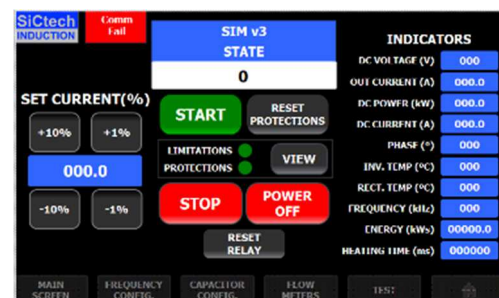 SiCtech
INDUCTION
Comm
Fail
SIM v3
STATE
0
SET CURRENT(%)
+10%
+1%
000.0
-10%
-1%
START
RESET
PROTECTIONS
LIMITATIONS
PROTECTIONS
VIEW
STOP
POWER
OFF
RESET
RELAY
INDICATORS
DC VOLTAGE (V) 000
OUT CURRENT (A) 000.0
DC POWER (kW) 000.0
DC CURRENT (A) 000.0
PHASE (º) 000
INV. TEMP (ºC) 000.0
RECT. TEMP (ºC) 000.0
FREQUENCY (kHz) 000
ENERGY (kWs) 00000.0
HEATING TIME (ms) 000000
MAIN
SCREEN
FREQUENCY
CONFIG.
CAPACITOR
CONFIG.
FLOW
METERS
TEST